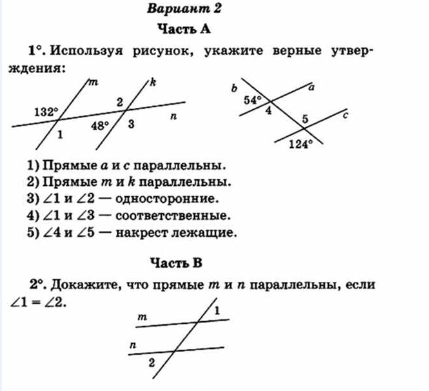 Вариант 2
Часть А
1°. Используя рисунок, укажите верные утвер-
ждения:
m k b a
132° 2 n 54° 4 5 c
1 48° 3 124°
1) Прямые a и c параллельны.
2) Прямые m и k параллельны.
3) ∠1 и ∠2 — односторонние.
4) ∠1 и ∠3 — соответственные.
5) ∠4 и ∠5 — накрест лежащие.
Часть В
2°. Докажите, что прямые m и n параллельны, если
∠1 = ∠2.
m 1
n
2